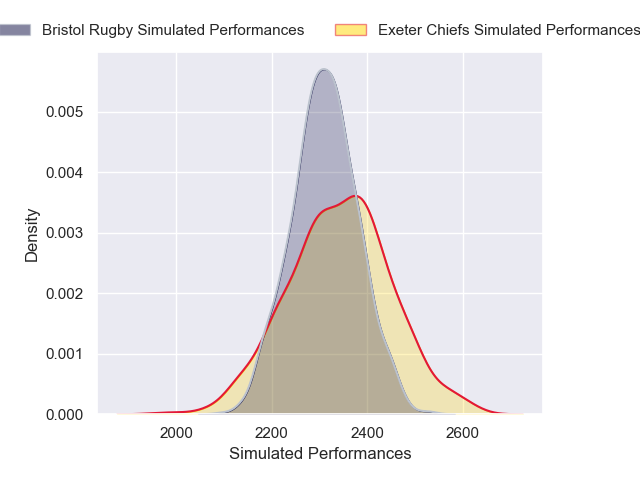 Bristol Rugby Simulated Performances
Exeter Chiefs Simulated Performances
0.005
0.004
0.003
0.002
0.001
0.000
Density
2000
2200
2400
2600
Simulated Performances